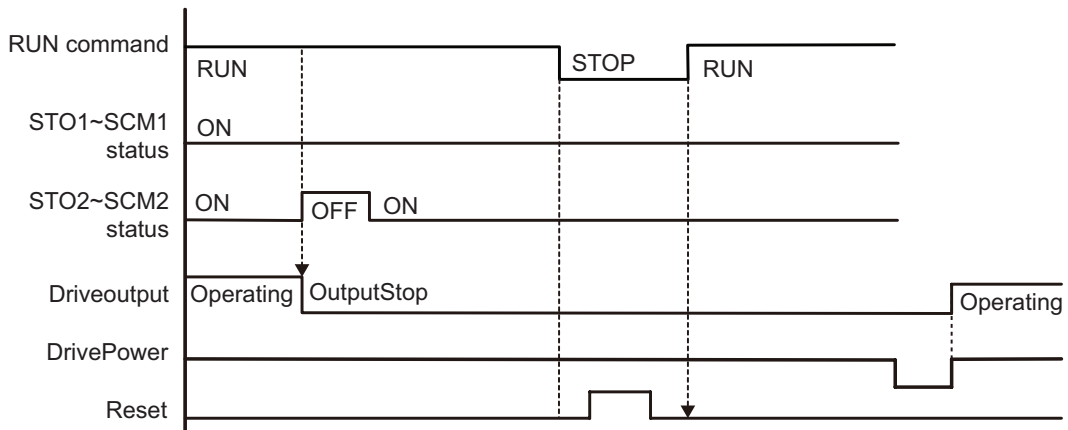 RUN command
RUN
STOP
RUN
STO1~SCM1
status
ON
STO2~SCM2
status
ON
OFF
ON
Driveoutput
Operating
OutputStop
Operating
DrivePower
Reset